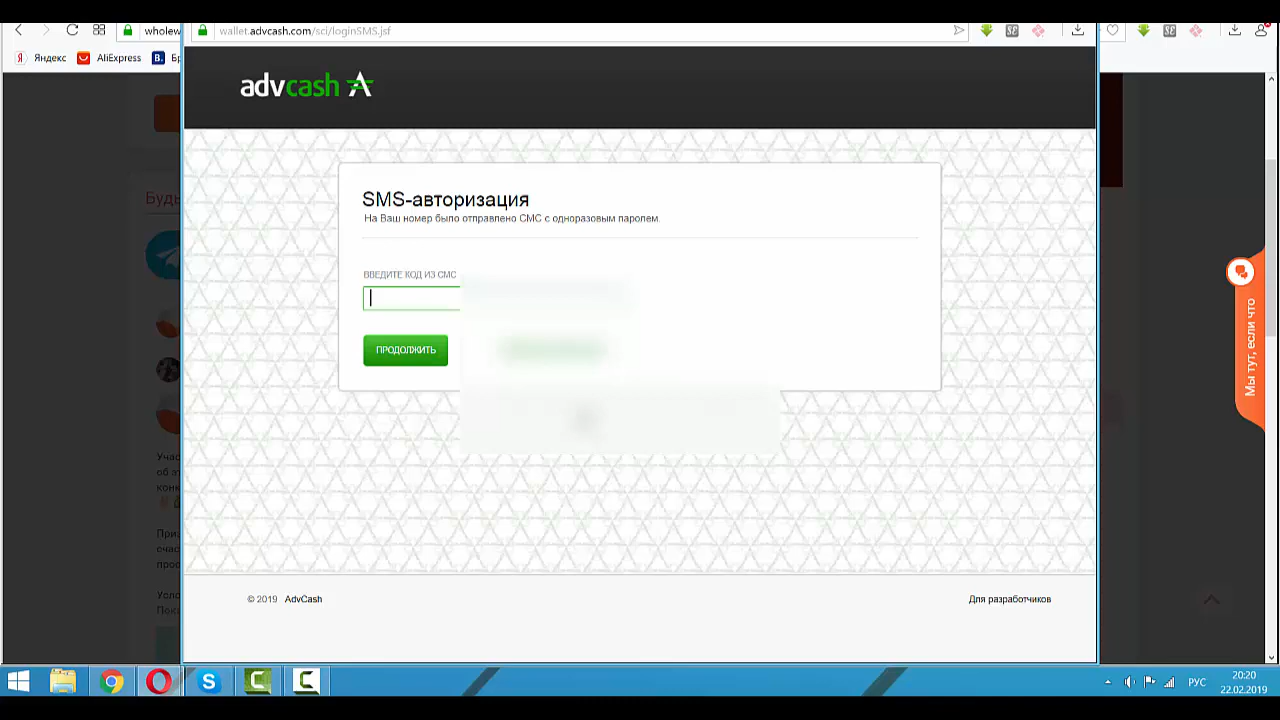 wholew
wallet.advcash.com/sci/loginSMS.jsf
Яндекс
AliExpress
B.
advcash
SMS-авторизация
На Ваш номер было отправлено СМС с одноразовым паролем.
ВВЕДИТЕ КОД ИЗ СМС
ПРОДОЛЖИТЬ
Мы тут, если что
© 2019 AdvCash
Для разработчиков
РУС
20:20
22.02.2019